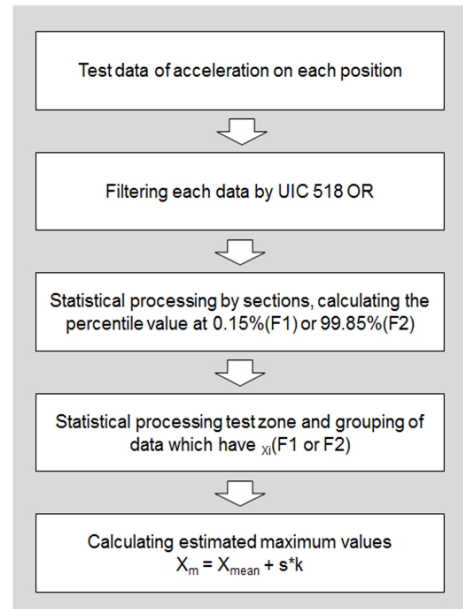 Test data of acceleration on each position
Filtering each data by UIC 518 OR
Statistical processing by sections, calculating the
percentile value at 0.15%(F1) or 99.85%(F2)
Statistical processing test zone and grouping of
data which have xi(F1 or F2)
Calculating estimated maximum values
Xm = Xmean + s*k